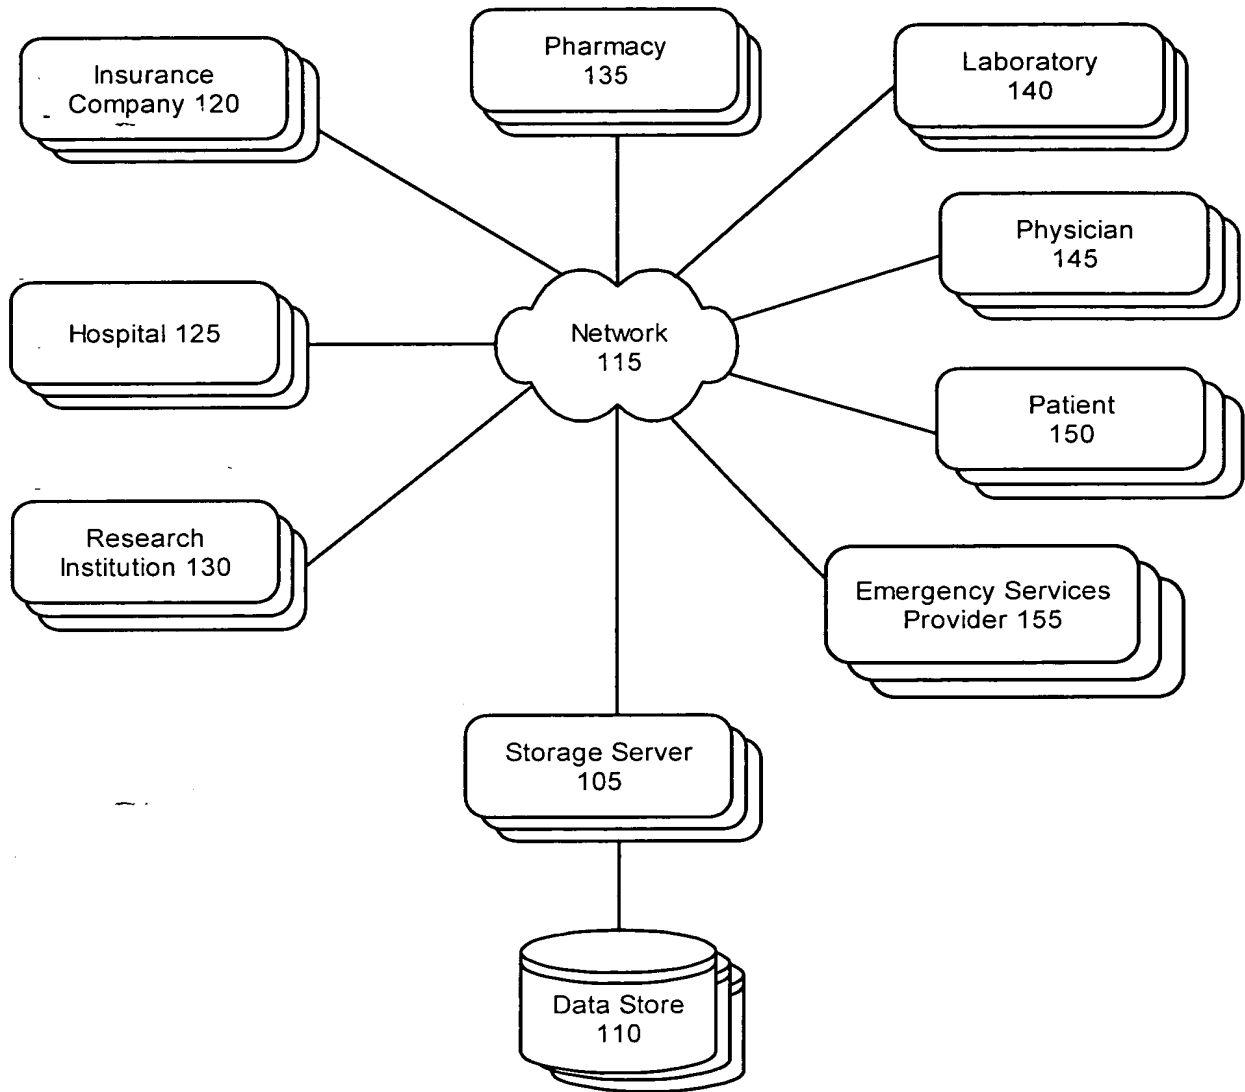 Insurance
Company 120
Pharmacy
135
Laboratory
140
Physician
145
Hospital 125
Network
115
Patient
150
Research
Institution 130
Emergency Services
Provider 155
Storage Server
105
Data Store
110